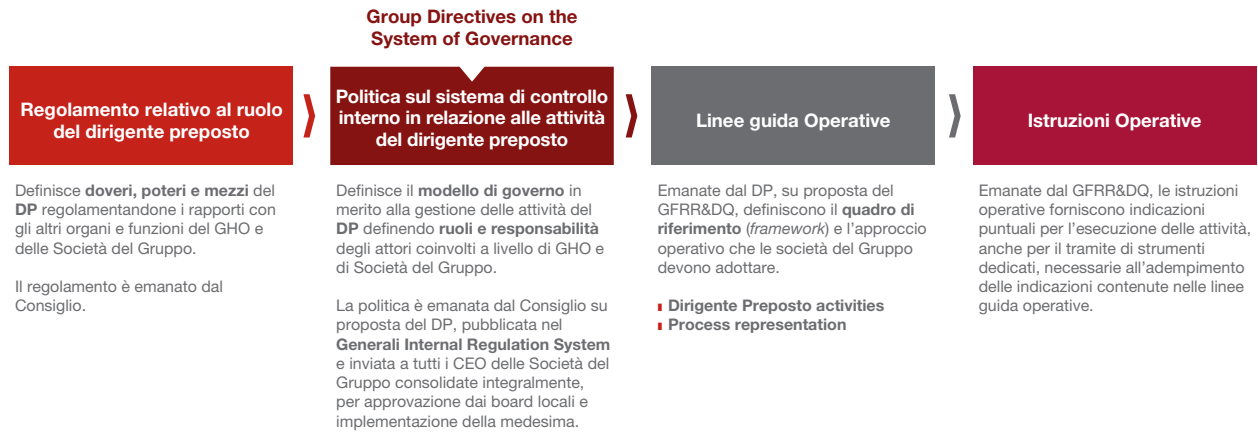 Group Directives on the
System of Governance
Regolamento relativo al ruolo
del dirigente preposto
Definisce doveri, poteri e mezzi del
DP regolamentandone i rapporti con
gli altri organi e funzioni del GHO e
delle Società del Gruppo.
Il regolamento è emanato dal
Consiglio.
Politica sul sistema di controllo
interno in relazione alle attività
del dirigente preposto
Definisce il modello di governo in
merito alla gestione delle attività del
DP definendo ruoli e responsabilità
degli attori coinvolti a livello di GHO e
di Società del Gruppo.
La politica è emanata dal Consiglio su
proposta del DP, pubblicata nel
Generali Internal Regulation System
e inviata a tutti i CEO delle Società del
Gruppo consolidate integralmente,
per approvazione dai board locali e
implementazione della medesima.
Linee guida Operative
Emanate dal DP, su proposta del
GFRR&DQ, definiscono il quadro di
riferimento (framework) e l'approccio
operativo che le società del Gruppo
devono adottare.
Dirigente Preposto activities
Process representation
Istruzioni Operative
Emanate dal GFRR&DQ, le istruzioni
operative forniscono indicazioni
puntuali per l'esecuzione delle attività,
anche per il tramite di strumenti
dedicati, necessarie all'adempimento
delle indicazioni contenute nelle linee
guida operative.